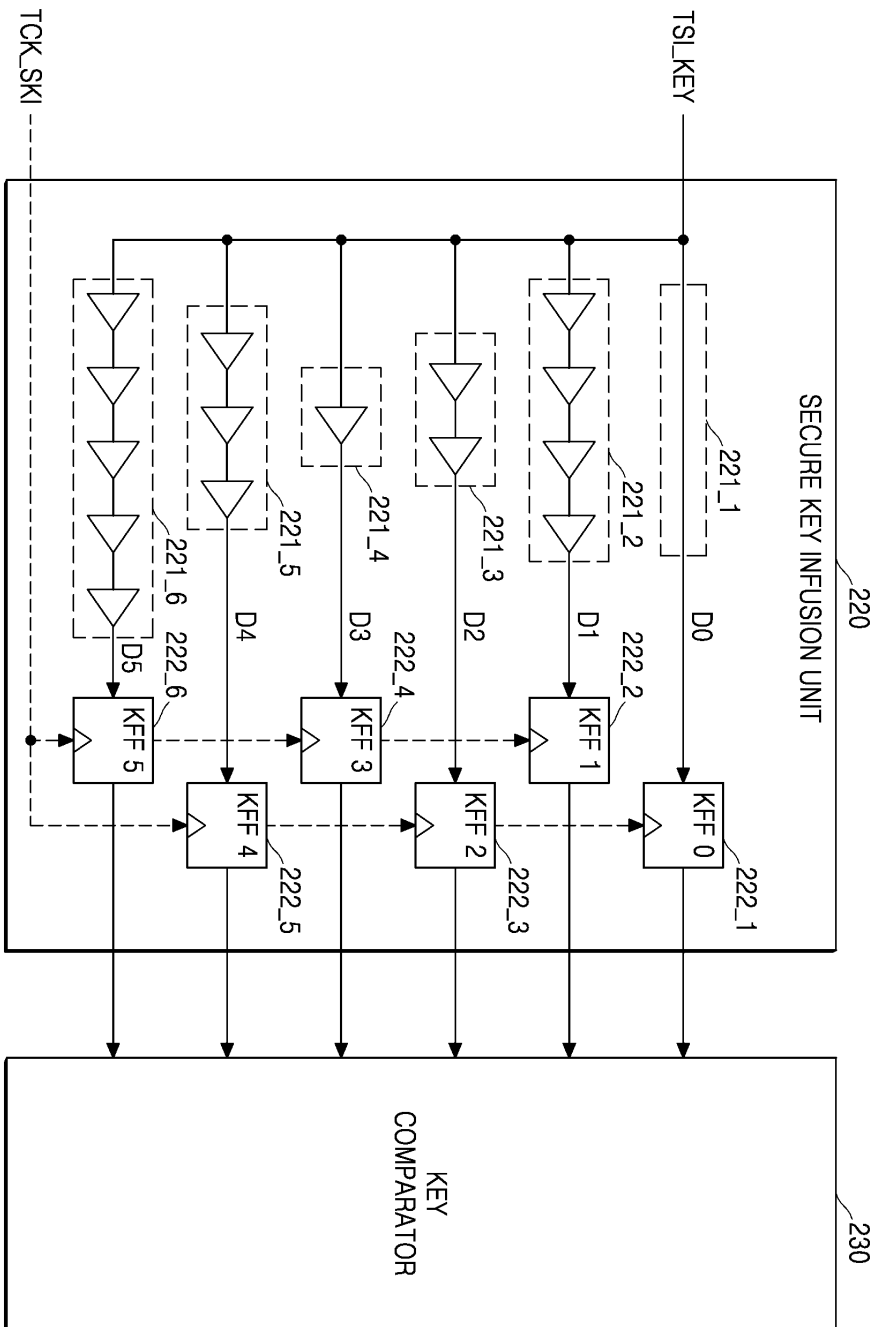 220
230
SECURE KEY INFUSION UNIT
221_1
222_1
TSI_KEY
D0
KFF 0
221_2
222_2
D1
KFF 1
221_3
222_3
D2
KFF 2
KEY
COMPARATOR
221_4
222_4
D3
KFF 3
221_5
222_5
D4
KFF 4
221_6
222_6
D5
KFF 5
TCK_SKI